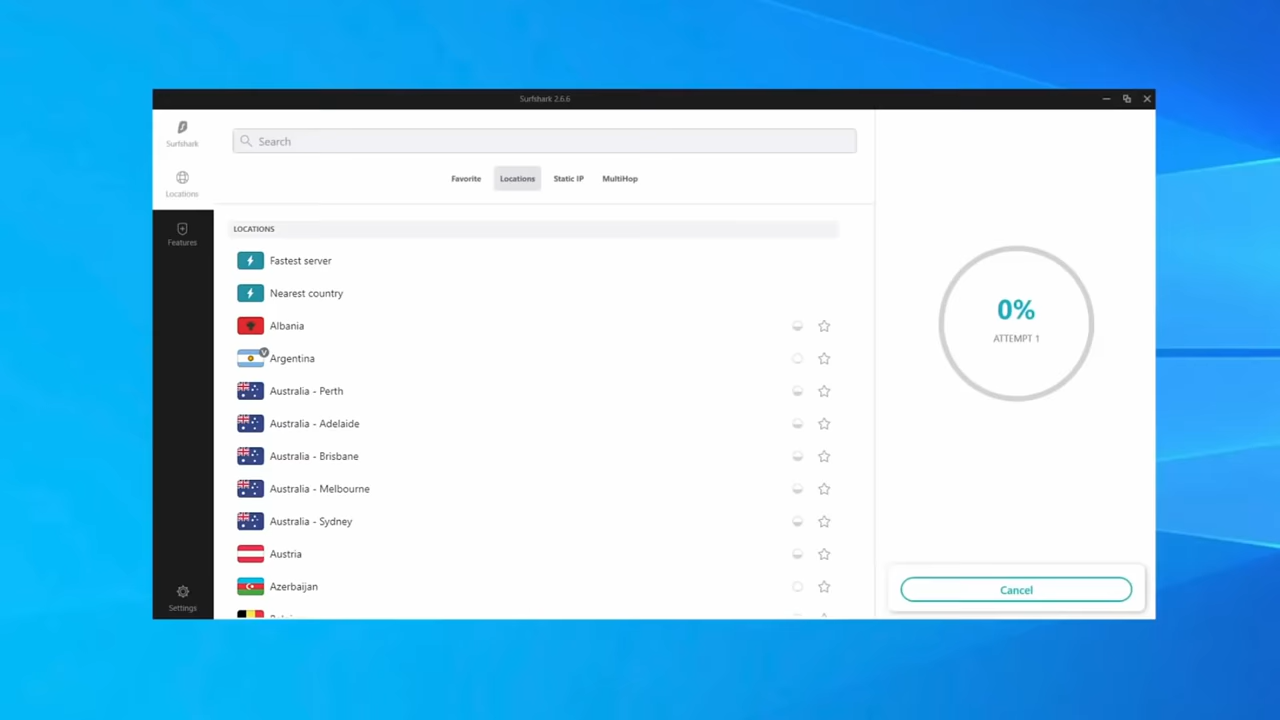 Surfshark 2.6.6
Surfshark
Search
Locations
Favorite Locations Static IP MultiHop
Features
LOCATIONS
Fastest server
Nearest country
Albania
V
Argentina
Australia - Perth
Australia - Adelaide
Australia - Brisbane
Australia - Melbourne
Australia - Sydney
Austria
Azerbaijan
Settings
0%
ATTEMPT 1
Cancel